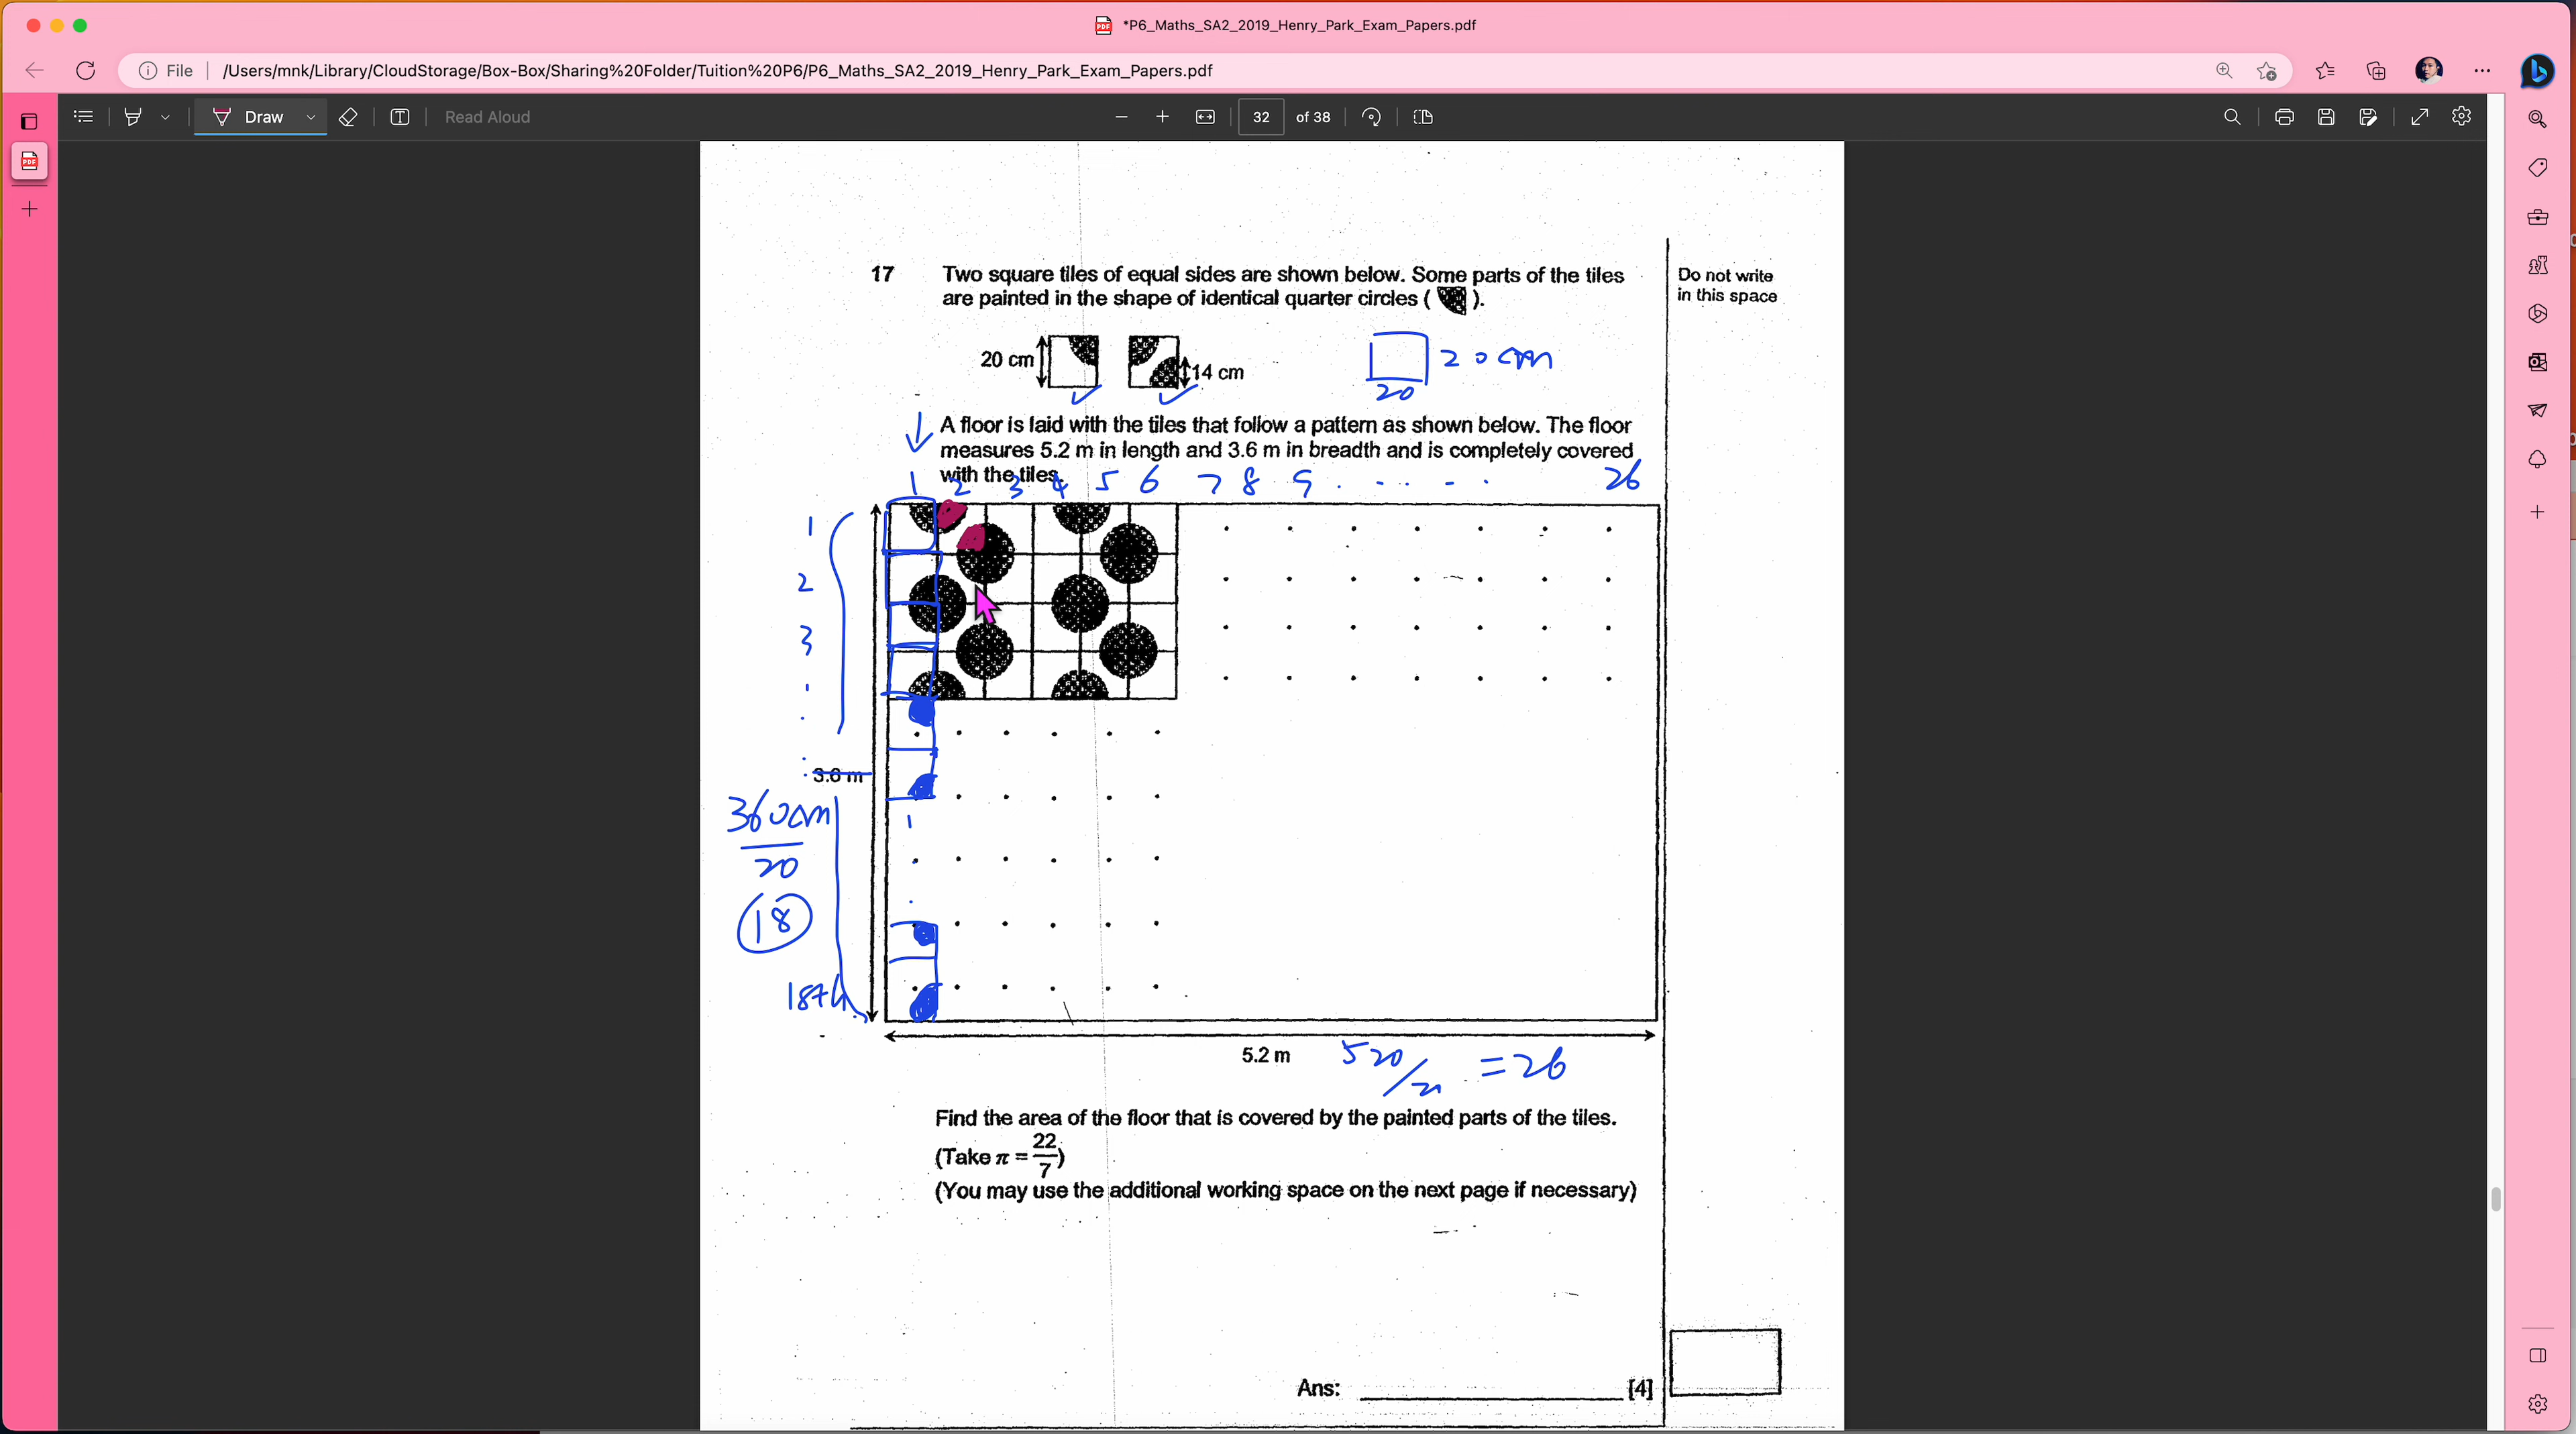 *P6_Maths_SA2_2019_Henry_Park_Exam_Papers.pdf
File /Users/mnk/Library/CloudStorage/Box-Box/Sharing%20Folder/Tuition%20P6/P6_Maths_SA2_2019_Henry_Park_Exam_Papers.pdf
Draw Read Aloud 32 of 38
17 Two square tiles of equal sides are shown below. Some parts of the tiles
are painted in the shape of identical quarter circles ( ).
Do not write
in this space
20 cm 14 cm 20 cm
20
A floor is laid with the tiles that follow a pattern as shown below. The floor
measures 5.2 m in length and 3.6 m in breadth and is completely covered
with the tiles.
1 2 3 4 5 6 7 8 9 . . . . . 26
1
2
3
3.6 m
360cm
20
18
18th
5.2 m 520/20 = 26
Find the area of the floor that is covered by the painted parts of the tiles.
(Take π = 22/7)
(You may use the additional working space on the next page if necessary)
Ans: [4]